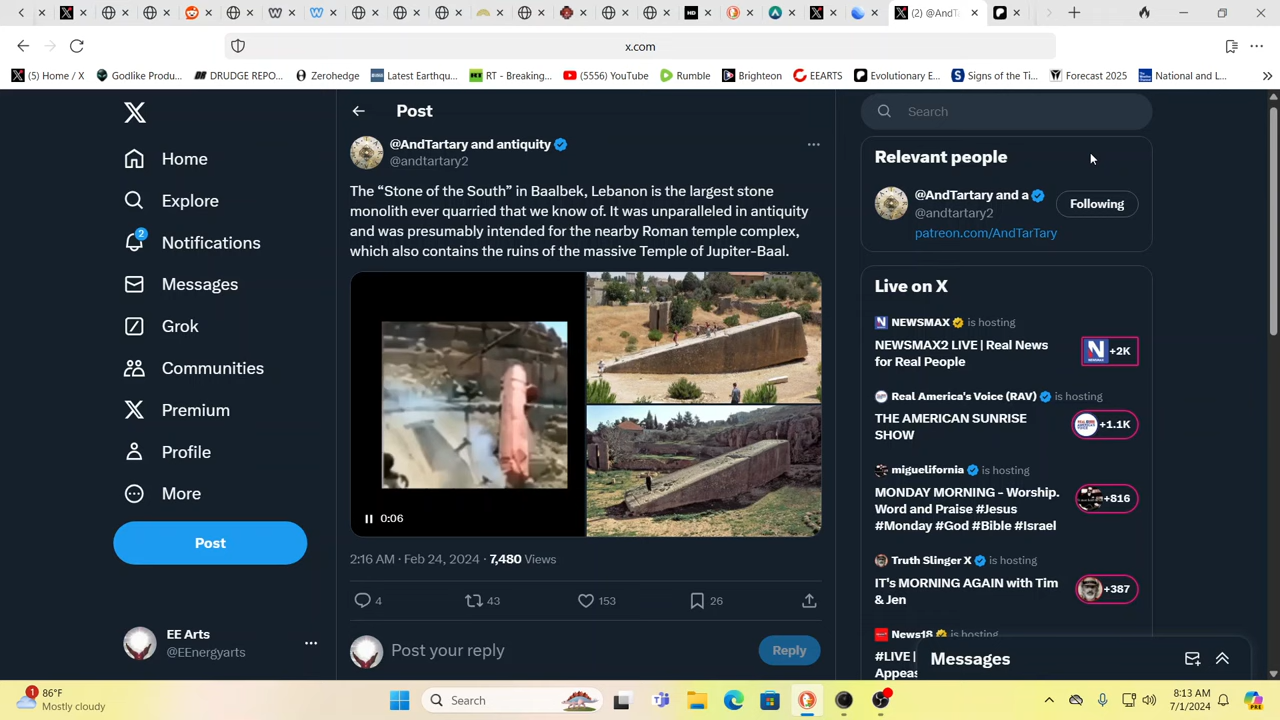 (2) @AndTa
x.com
(5) Home / X
Godlike Produ...
DRUDGE REPO...
Zerohedge
Latest Earthqu...
RT - Breaking...
(5556) YouTube
Rumble
Brighteon
EEARTS
Evolutionary E...
Signs of the Ti...
Forecast 2025
National and L...
Home
Explore
2
Notifications
Messages
Grok
Communities
Premium
Profile
More
Post
EE Arts
@EEnergyarts
Post
@AndTartary and antiquity
@andtartary2
The “Stone of the South” in Baalbek, Lebanon is the largest stone
monolith ever quarried that we know of. It was unparalleled in antiquity
and was presumably intended for the nearby Roman temple complex,
which also contains the ruins of the massive Temple of Jupiter-Baal.
0:06
2:16 AM · Feb 24, 2024 · 7,480 Views
4
43
153
26
Post your reply
Reply
Search
Relevant people
@AndTartary and a
@andtartary2
Following
patreon.com/AndTarTary
Live on X
NEWSMAX is hosting
NEWSMAX2 LIVE | Real News
for Real People
+2K
Real America's Voice (RAV) is hosting
THE AMERICAN SUNRISE
SHOW
+1.1K
miguelifornia is hosting
MONDAY MORNING - Worship.
Word and Praise #Jesus
#Monday #God #Bible #Israel
+816
Truth Slinger X is hosting
IT'S MORNING AGAIN with Tim
& Jen
+387
News18 is hosting
#LIVE |
Appeas
Messages
1
86°F
Mostly cloudy
Search
8:13 AM
7/1/2024